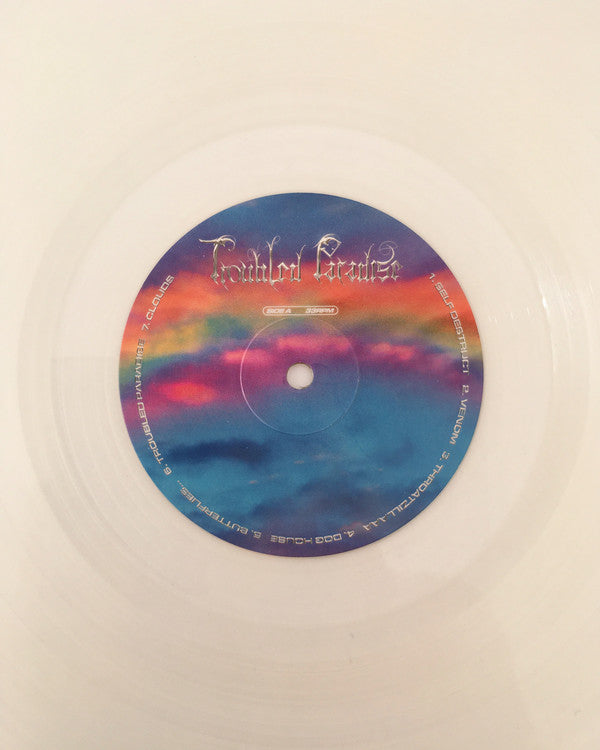 Troubled Paradise
SIDE A 33RPM
1. SELF DESTRUCT 2. VENOM 3. THROATZILLAAA 4. DOG HOUSE 5. BUTTERFLIES... 6. TROUBLED PARADISE 7. CLOUDS